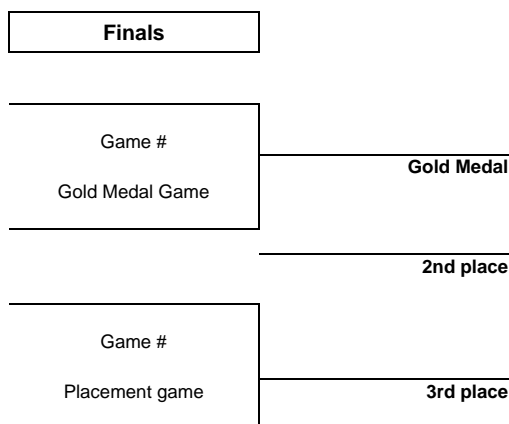 Finals
Game #
Gold Medal
Gold Medal Game
2nd place
Game #
Placement game
3rd place